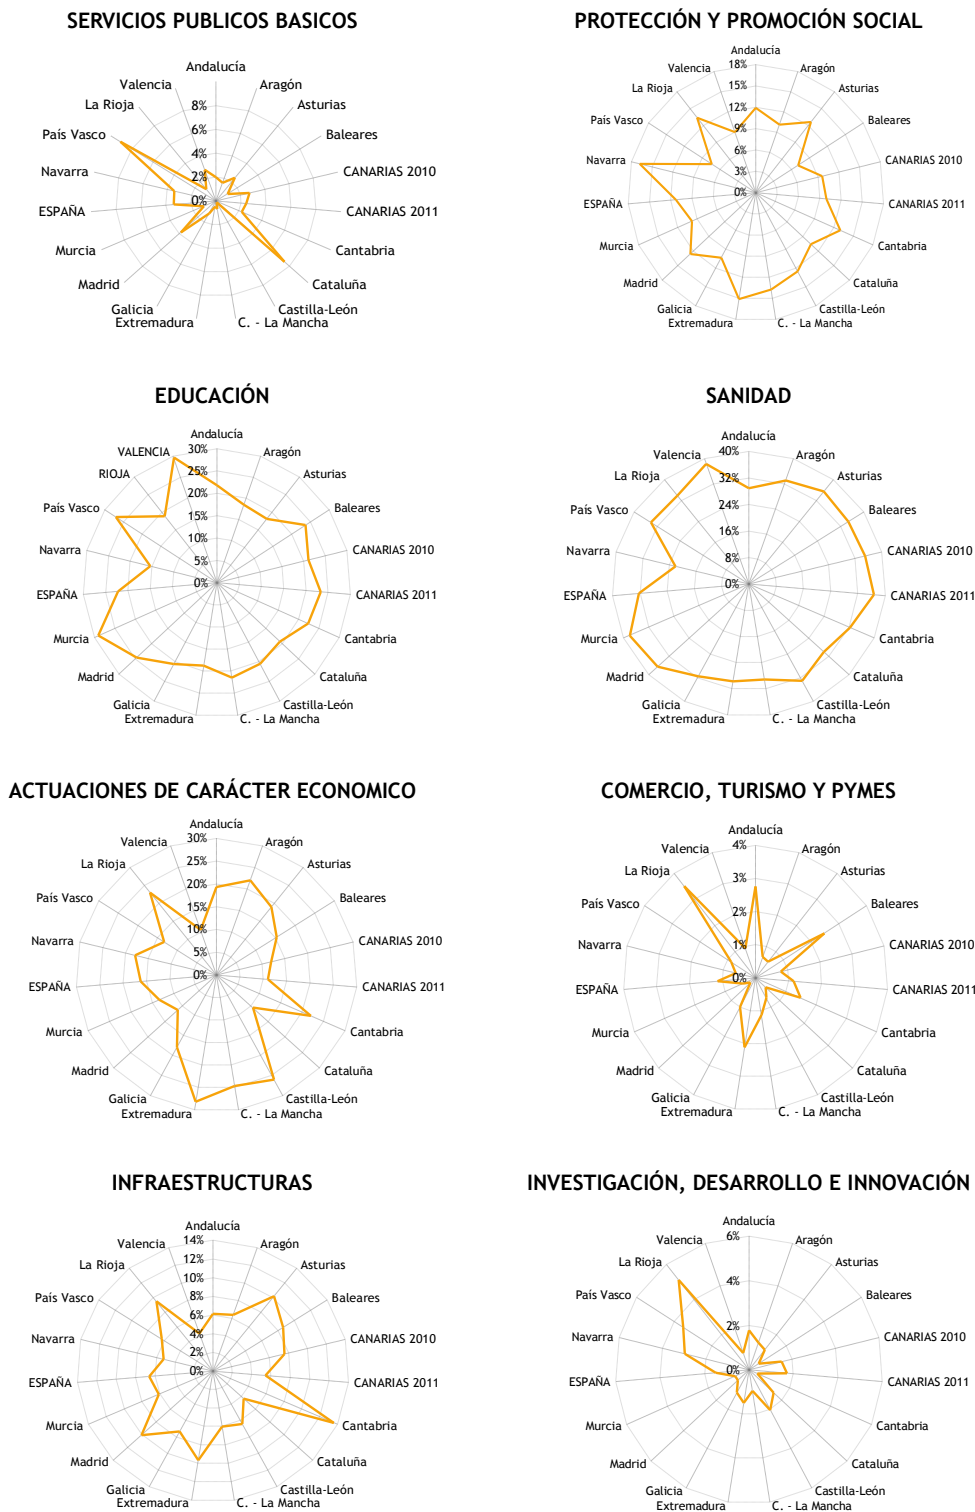 SERVICIOS PUBLICOS BASICOS
Andalucía
Aragón
Asturias
Baleares
CANARIAS 2010
CANARIAS 2011
Cantabria
Cataluña
Castilla-León
C. - La Mancha
Extremadura
Galicia
Madrid
Murcia
ESPAÑA
Navarra
País Vasco
La Rioja
Valencia
8%
6%
4%
2%
0%
PROTECCIÓN Y PROMOCIÓN SOCIAL
Andalucía
Aragón
Asturias
Baleares
CANARIAS 2010
CANARIAS 2011
Cantabria
Cataluña
Castilla-León
C. - La Mancha
Extremadura
Galicia
Madrid
Murcia
ESPAÑA
Navarra
País Vasco
La Rioja
Valencia
18%
15%
12%
9%
6%
3%
0%
EDUCACIÓN
Andalucía
Aragón
Asturias
Baleares
CANARIAS 2010
CANARIAS 2011
Cantabria
Cataluña
Castilla-León
C. - La Mancha
Extremadura
Galicia
Madrid
Murcia
ESPAÑA
Navarra
País Vasco
RIOJA
VALENCIA
30%
25%
20%
15%
10%
5%
0%
SANIDAD
Andalucía
Aragón
Asturias
Baleares
CANARIAS 2010
CANARIAS 2011
Cantabria
Cataluña
Castilla-León
C. - La Mancha
Extremadura
Galicia
Madrid
Murcia
ESPAÑA
Navarra
País Vasco
La Rioja
Valencia
40%
32%
24%
16%
8%
0%
ACTUACIONES DE CARÁCTER ECONOMICO
Andalucía
Aragón
Asturias
Baleares
CANARIAS 2010
CANARIAS 2011
Cantabria
Cataluña
Castilla-León
C. - La Mancha
Extremadura
Galicia
Madrid
Murcia
ESPAÑA
Navarra
País Vasco
La Rioja
Valencia
30%
25%
20%
15%
10%
5%
0%
COMERCIO, TURISMO Y PYMES
Andalucía
Aragón
Asturias
Baleares
CANARIAS 2010
CANARIAS 2011
Cantabria
Cataluña
Castilla-León
C. - La Mancha
Extremadura
Galicia
Madrid
Murcia
ESPAÑA
Navarra
País Vasco
La Rioja
Valencia
4%
3%
2%
1%
0%
INFRAESTRUCTURAS
Andalucía
Aragón
Asturias
Baleares
CANARIAS 2010
CANARIAS 2011
Cantabria
Cataluña
Castilla-León
C. - La Mancha
Extremadura
Galicia
Madrid
Murcia
ESPAÑA
Navarra
País Vasco
La Rioja
Valencia
14%
12%
10%
8%
6%
4%
2%
0%
INVESTIGACIÓN, DESARROLLO E INNOVACIÓN
Andalucía
Aragón
Asturias
Baleares
CANARIAS 2010
CANARIAS 2011
Cantabria
Cataluña
Castilla-León
C. - La Mancha
Extremadura
Galicia
Madrid
Murcia
ESPAÑA
Navarra
País Vasco
La Rioja
Valencia
6%
4%
2%
0%